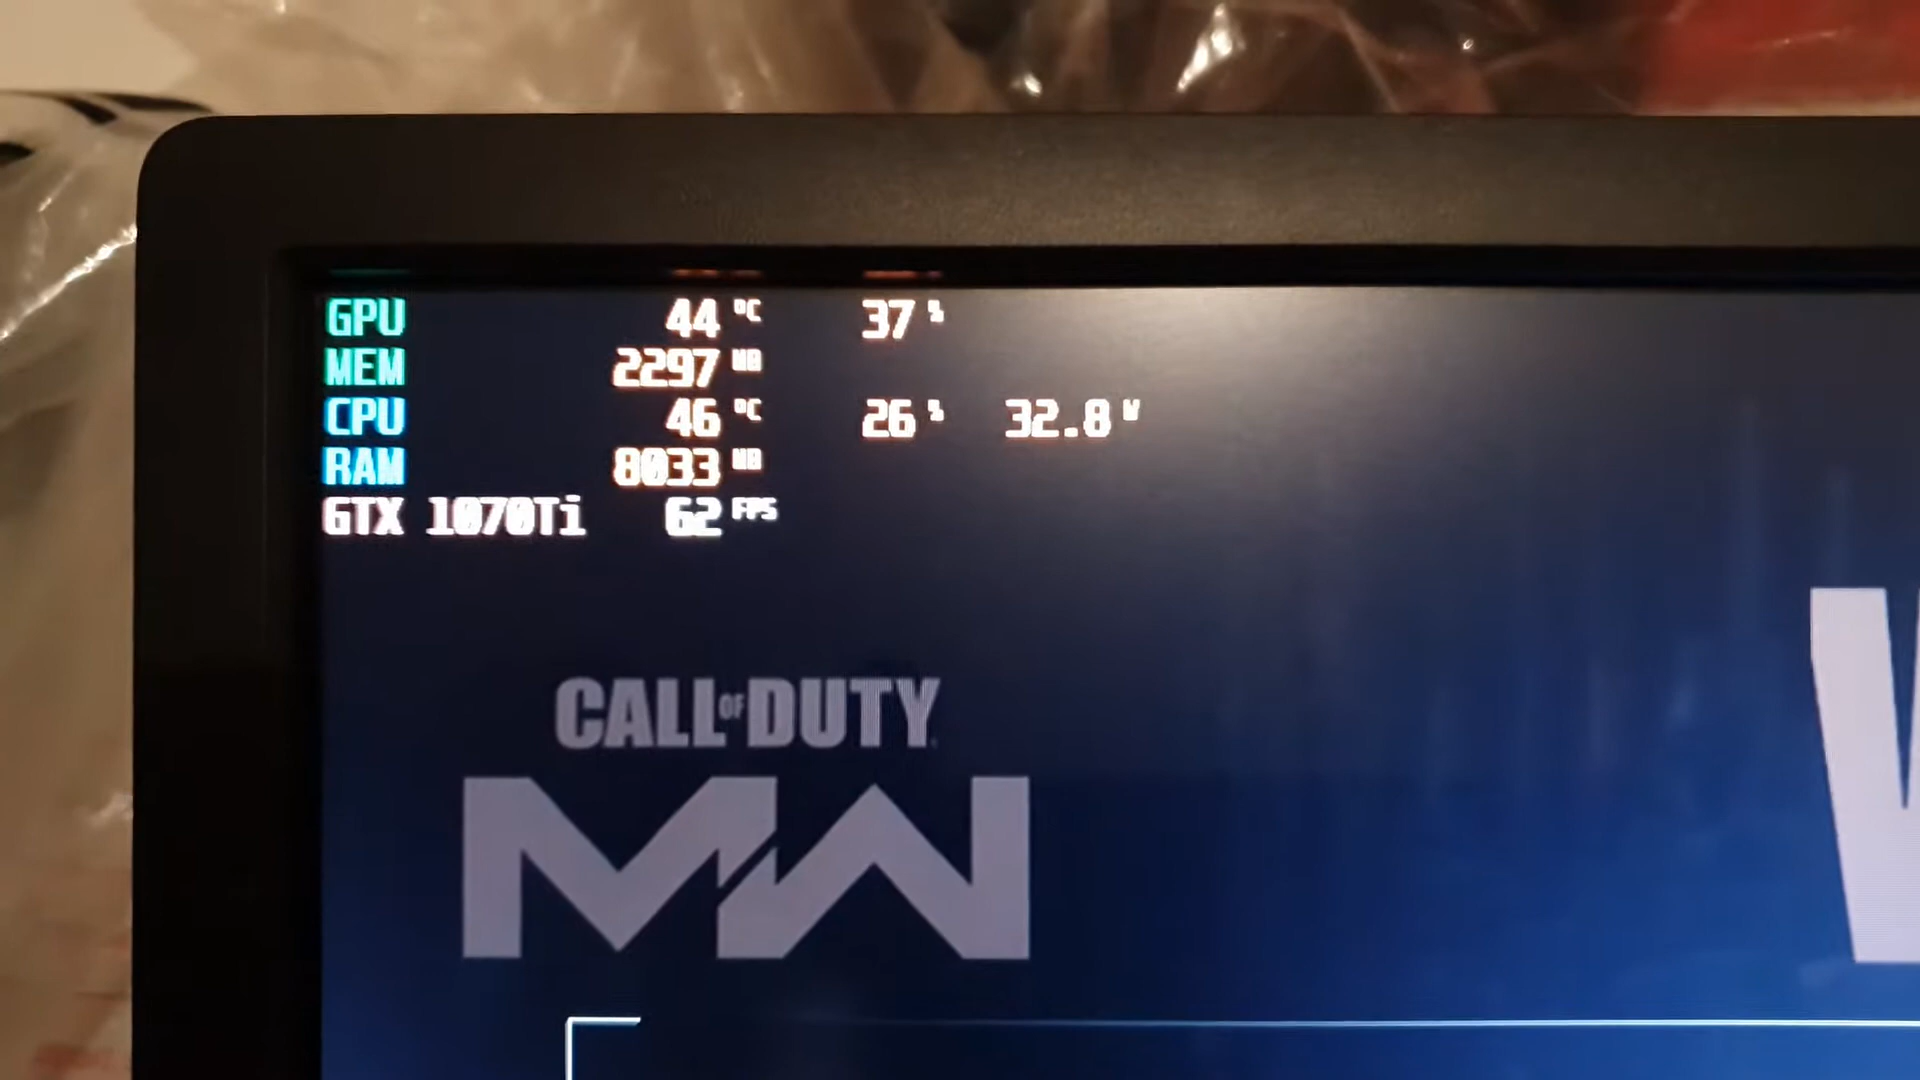 GPU 44 °C 37 %
MEM 2297 MB
CPU 46 °C 26 % 32.8 W
RAM 8033 MB
GTX 1070Ti 62 FPS
CALL OF DUTY
MW
W